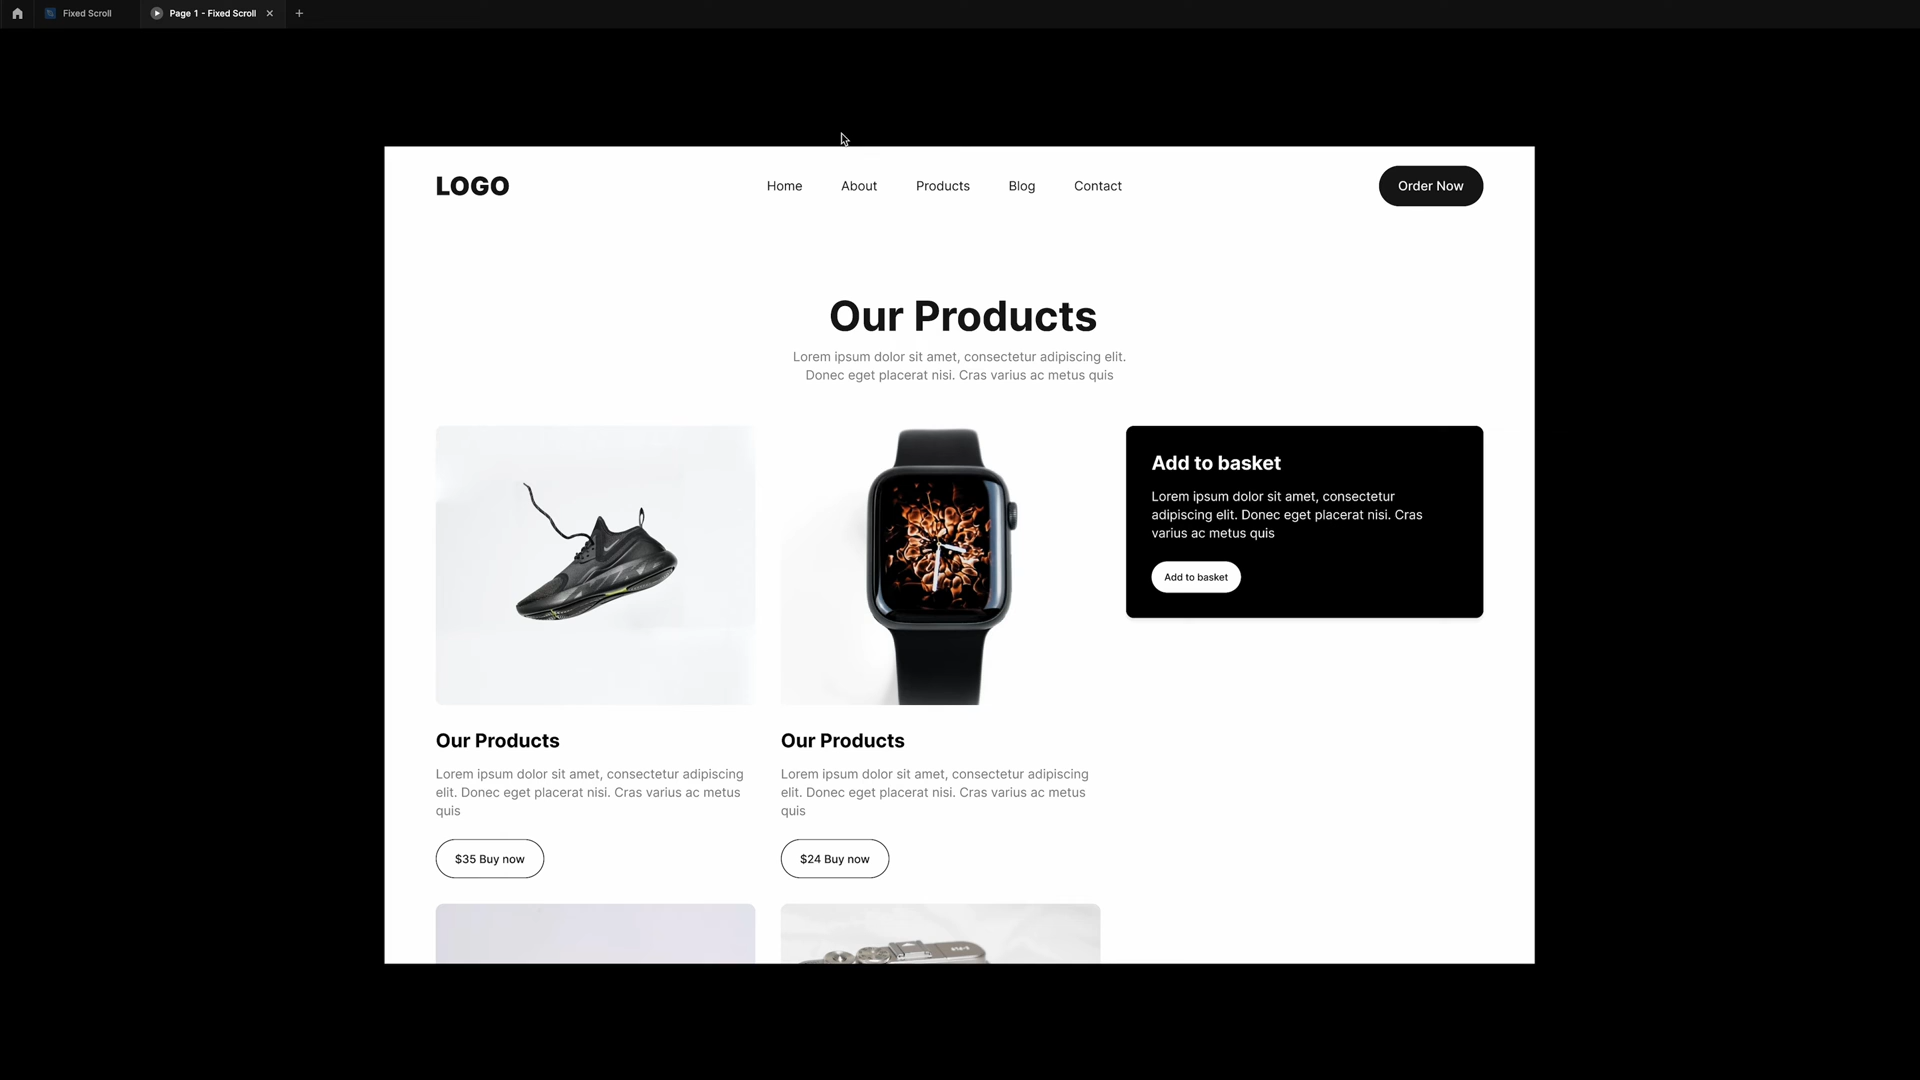 Fixed Scroll
Page 1 - Fixed Scroll
LOGO
Home
About
Products
Blog
Contact
Order Now
Our Products
Lorem ipsum dolor sit amet, consectetur adipiscing elit.
Donec eget placerat nisi. Cras varius ac metus quis
Add to basket
Lorem ipsum dolor sit amet, consectetur
adipiscing elit. Donec eget placerat nisi. Cras
varius ac metus quis
Add to basket
Our Products
Lorem ipsum dolor sit amet, consectetur adipiscing
elit. Donec eget placerat nisi. Cras varius ac metus
quis
$35 Buy now
Our Products
Lorem ipsum dolor sit amet, consectetur adipiscing
elit. Donec eget placerat nisi. Cras varius ac metus
quis
$24 Buy now